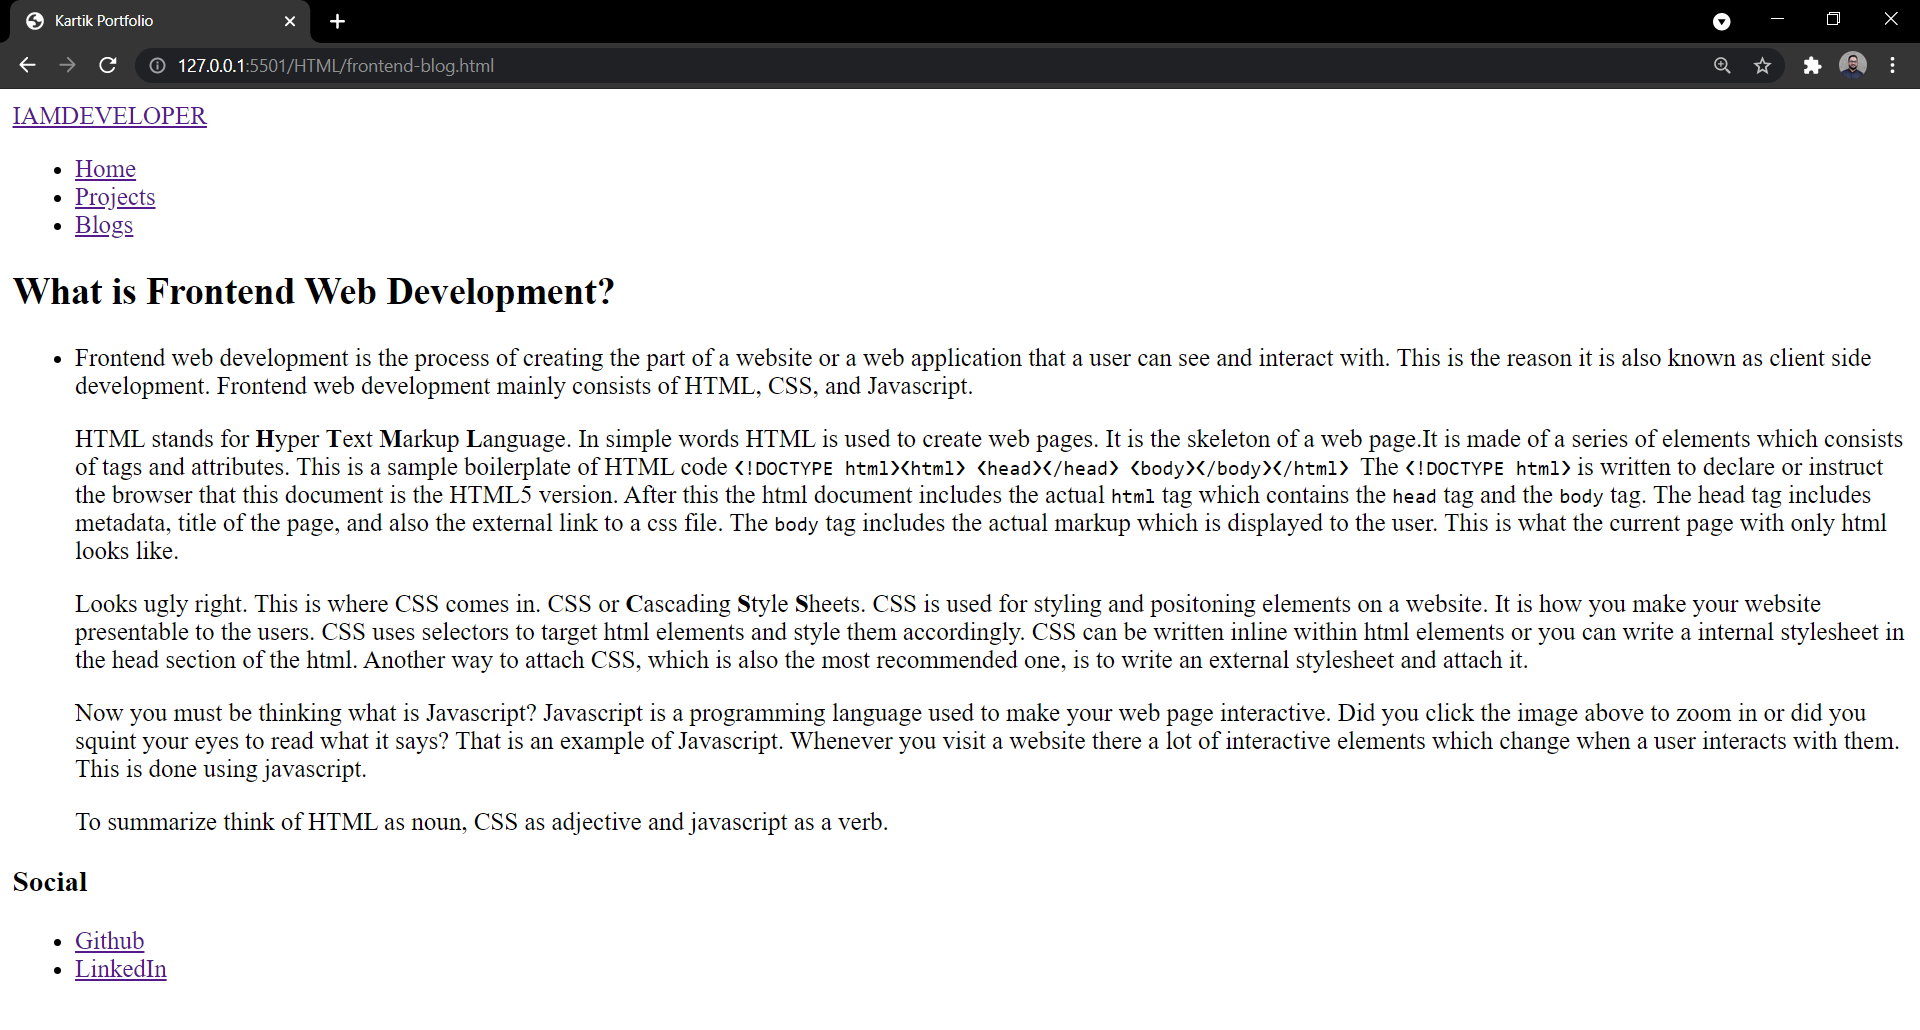 Kartik Portfolio
127.0.0.1:5501/HTML/frontend-blog.html
IAMDEVELOPER
Home
Projects
Blogs
What is Frontend Web Development?
Frontend web development is the process of creating the part of a website or a web application that a user can see and interact with. This is the reason it is also known as client side
development. Frontend web development mainly consists of HTML, CSS, and Javascript.
HTML stands for Hyper Text Markup Language. In simple words HTML is used to create web pages. It is the skeleton of a web page.It is made of a series of elements which consists
of tags and attributes. This is a sample boilerplate of HTML code <!DOCTYPE html><html> <head></head> <body></body></html> The <!DOCTYPE html> is written to declare or instruct
the browser that this document is the HTML5 version. After this the html document includes the actual html tag which contains the head tag and the body tag. The head tag includes
metadata, title of the page, and also the external link to a css file. The body tag includes the actual markup which is displayed to the user. This is what the current page with only html
looks like.
Looks ugly right. This is where CSS comes in. CSS or Cascading Style Sheets. CSS is used for styling and positoning elements on a website. It is how you make your website
presentable to the users. CSS uses selectors to target html elements and style them accordingly. CSS can be written inline within html elements or you can write a internal stylesheet in
the head section of the html. Another way to attach CSS, which is also the most recommended one, is to write an external stylesheet and attach it.
Now you must be thinking what is Javascript? Javascript is a programming language used to make your web page interactive. Did you click the image above to zoom in or did you
squint your eyes to read what it says? That is an example of Javascript. Whenever you visit a website there a lot of interactive elements which change when a user interacts with them.
This is done using javascript.
To summarize think of HTML as noun, CSS as adjective and javascript as a verb.
Social
Github
LinkedIn